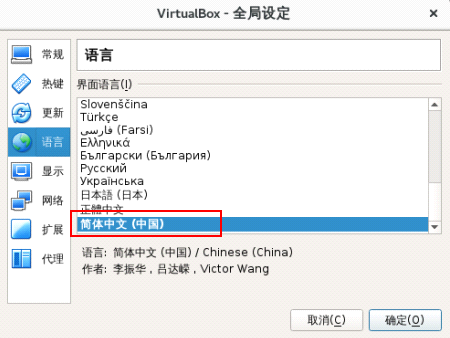 VirtualBox - 全局设定
常规
热键
更新
语言
显示
网络
扩展
代理
语言
界面语言(I)
Slovenščina
Türkçe
فارسی (Farsi)
Ελληνικά
Български (България)
Русский
Українська
日本語 (日本)
正體中文
简体中文 (中国)
语言: 简体中文 (中国) / Chinese (China)
作者: 李振华 , 吕达嵘 , Victor Wang
取消(C)
确定(O)